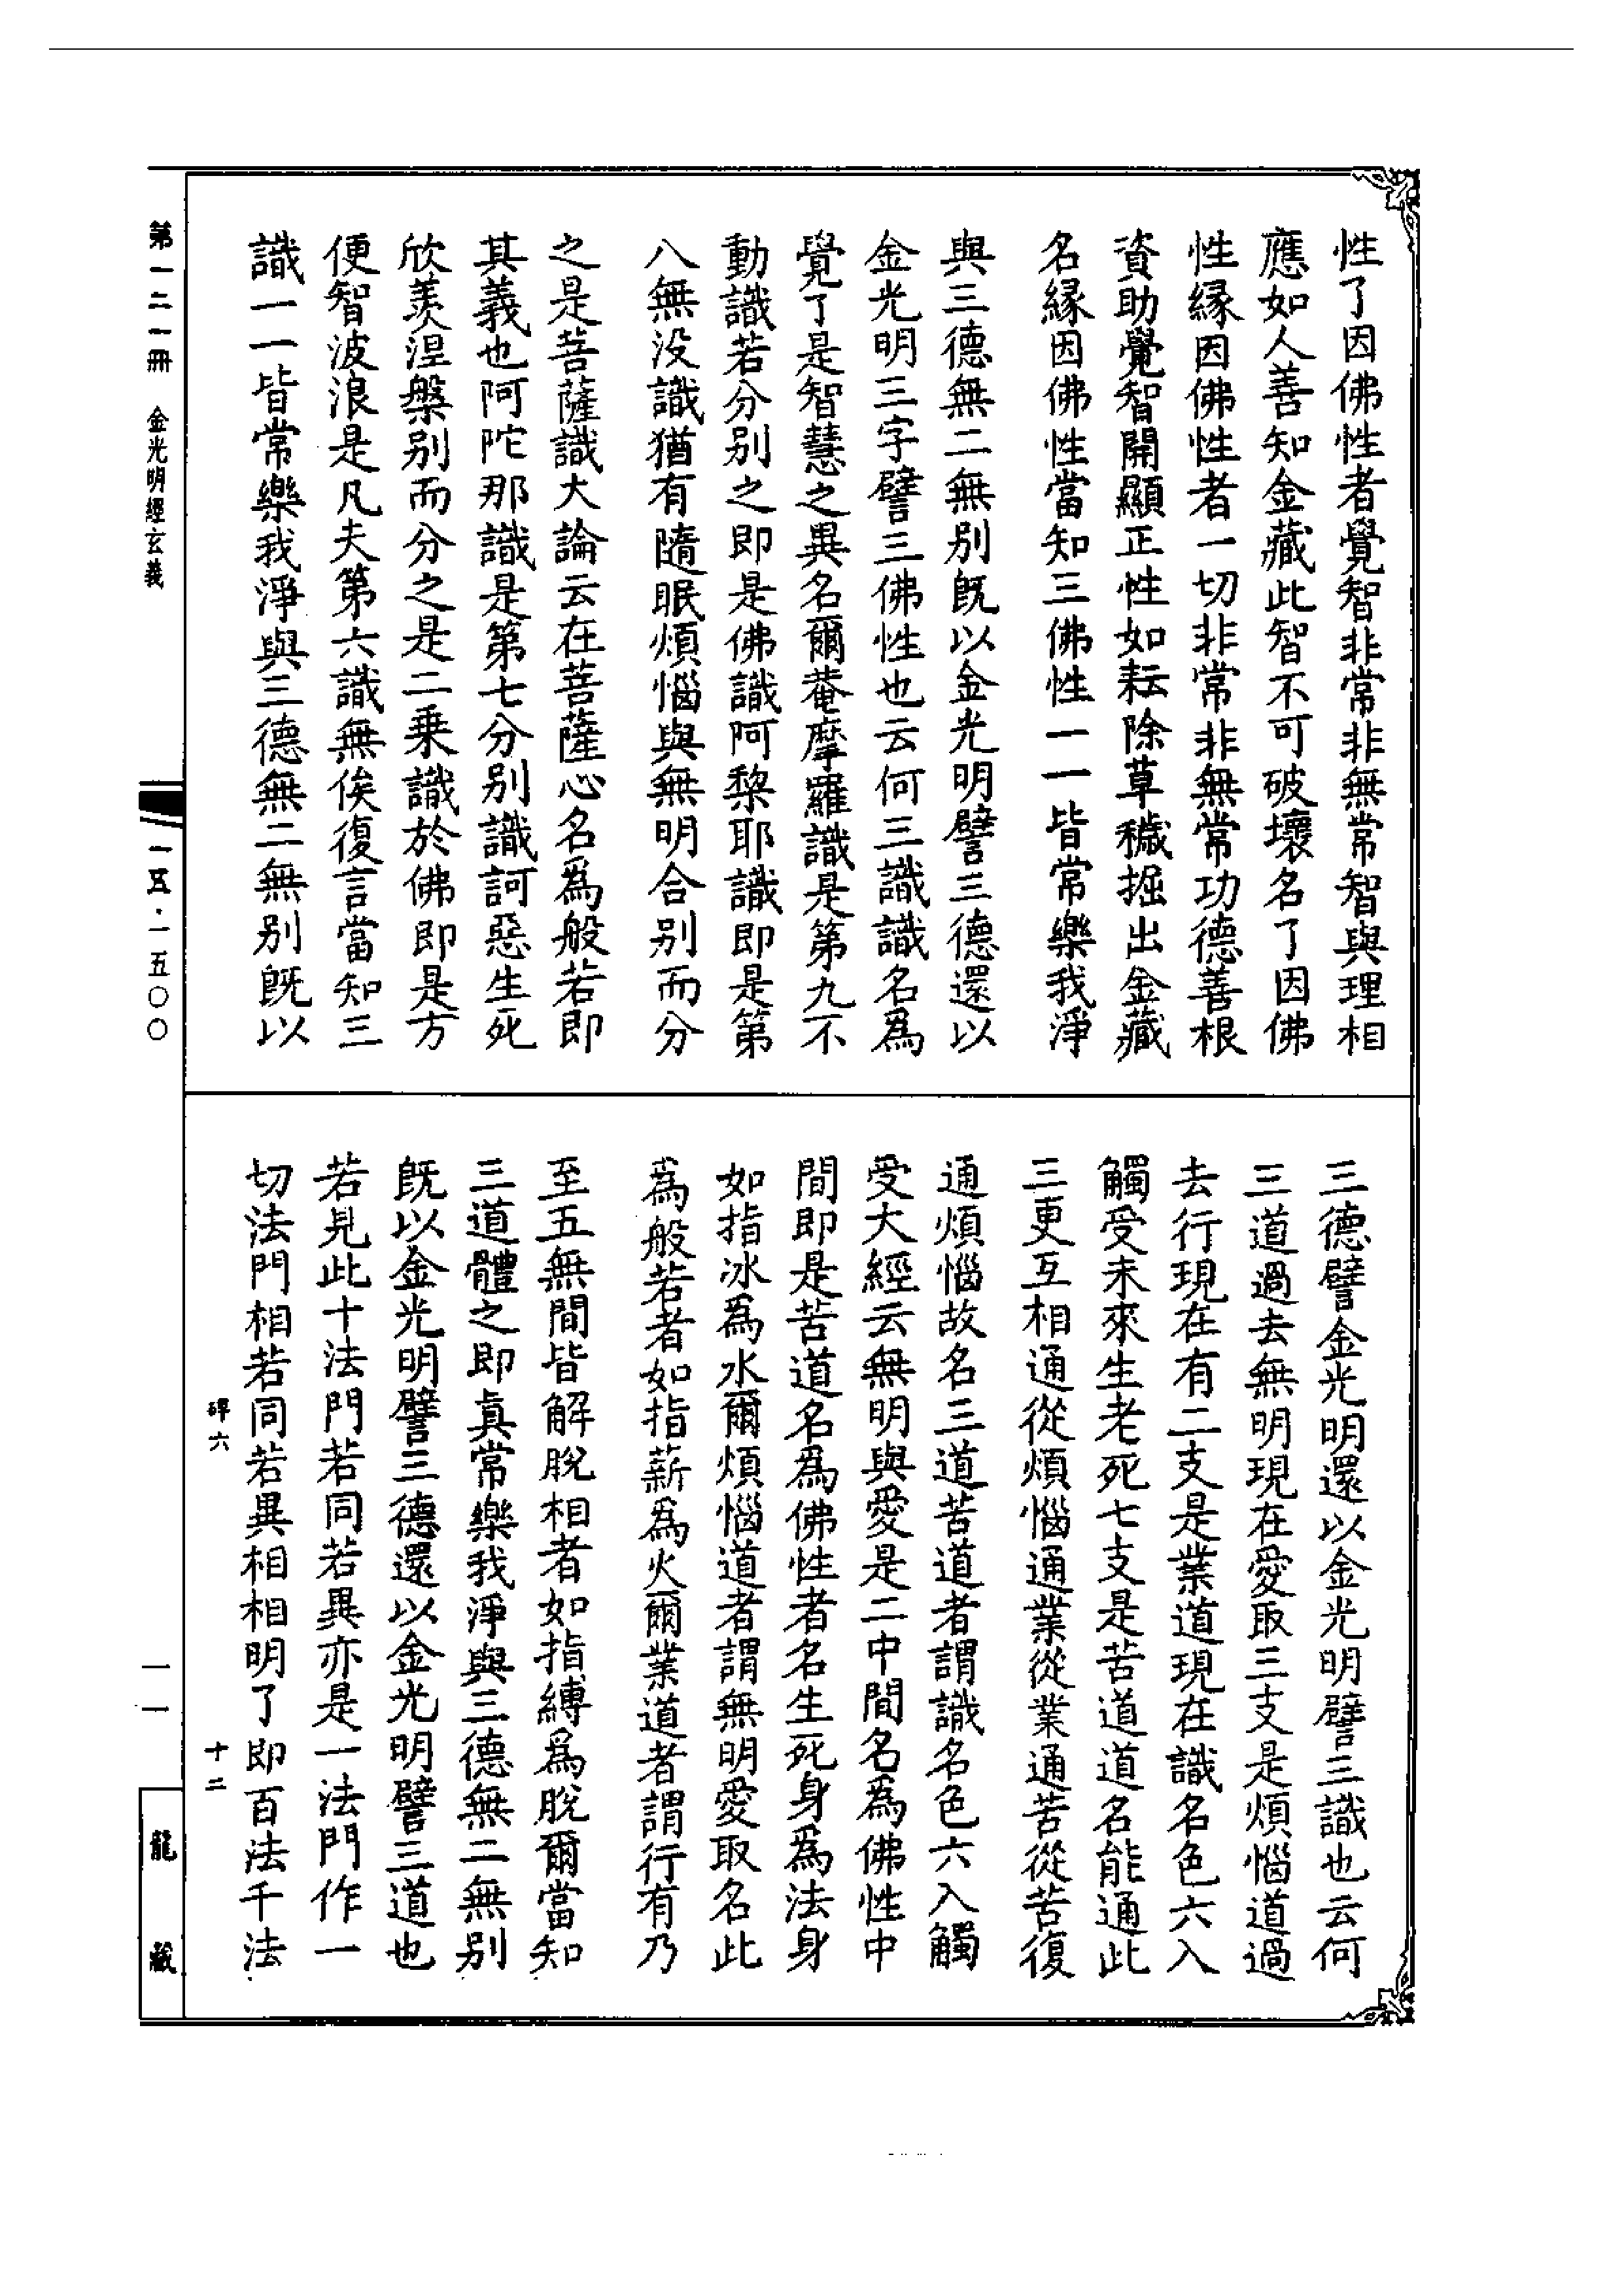 性了因佛性者覺智非常非無常智與理相
應如人善知金藏此智不可破壞名了因佛
性緣因佛性者一切非常非無常功德善根
資助覺智開顯正性如耘除草穢掘出金藏
名緣因佛性當知三佛性一一皆常樂我淨
與三德無二無別旣以金光明譬三德還以
金光明三字譬三佛性也云何三識識名爲
覺了是智慧之異名爾菴摩羅識是第九不
動識若分別之即是佛識阿黎耶識即是第
八無没識猶有隨眠煩惱與無明合別而分
之是菩薩識大論云在菩薩心名爲般若即
其義也阿陀那識是第七分別識訶惡生死
欣羨涅槃別而分之是二乘識於佛即是方
便智波浪是凡夫第六識無俟復言當知三
識一一皆常樂我淨與三德無二無別旣以
三德譬金光明還以金光明譬三識也云何
三道過去無明現在愛取三支是煩惱道過
去行現在有二支是業道現在識名色六入
觸受未來生老死七支是苦道道名能通此
三更互相通從煩惱通業從業通苦從苦復
通煩惱故名三道苦道者謂識名色六入觸
受大經云無明與愛是二中間名爲佛性中
間即是苦道名爲佛性者名生死身爲法身
如指冰爲水爾煩惱道者謂無明愛取名此
爲般若者如指薪爲火爾業道者謂行有乃
至五無間皆解脫相者如指縛爲脫爾當知
三道體之即真常樂我淨與三德無二無別
旣以金光明譬三德還以金光明譬三道也
若見此十法門若同若異亦是一法門作一
切法門相若同若異相相明了即百法千法
碑六
十二
第一二一冊 金光明經玄義
一五·一五〇〇
一一
龍藏